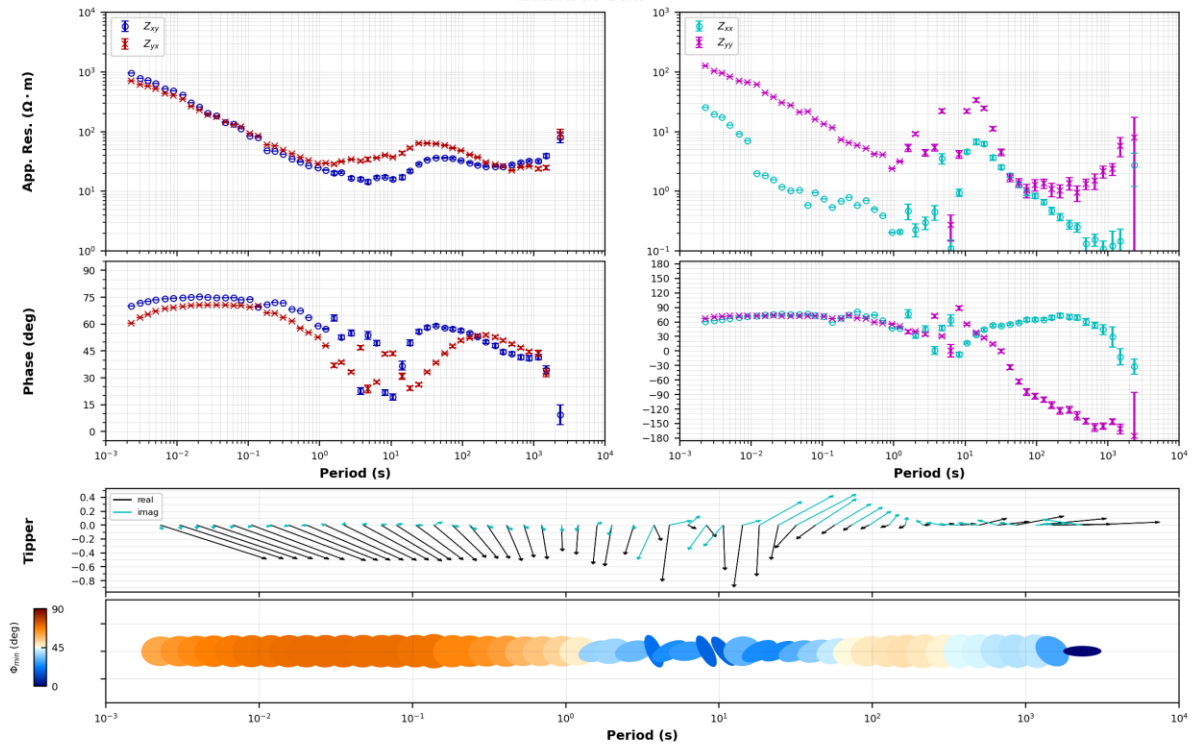 10⁴
10³
10²
10¹
10⁰
App. Res. (Ω · m)
Zxy
Zyx
10³
10²
10¹
10⁰
10⁻¹
Zxx
Zyy
90
75
60
45
30
15
0
Phase (deg)
10⁻³ 10⁻² 10⁻¹ 10⁰ 10¹ 10² 10³ 10⁴
Period (s)
180
150
120
90
60
30
0
−30
−60
−90
−120
−150
−180
10⁻³ 10⁻² 10⁻¹ 10⁰ 10¹ 10² 10³ 10⁴
Period (s)
Tipper
0.4
0.2
0.0
−0.2
−0.4
−0.6
−0.8
real
imag
Φmin (deg)
90
45
0
10⁻³ 10⁻² 10⁻¹ 10⁰ 10¹ 10² 10³ 10⁴
Period (s)